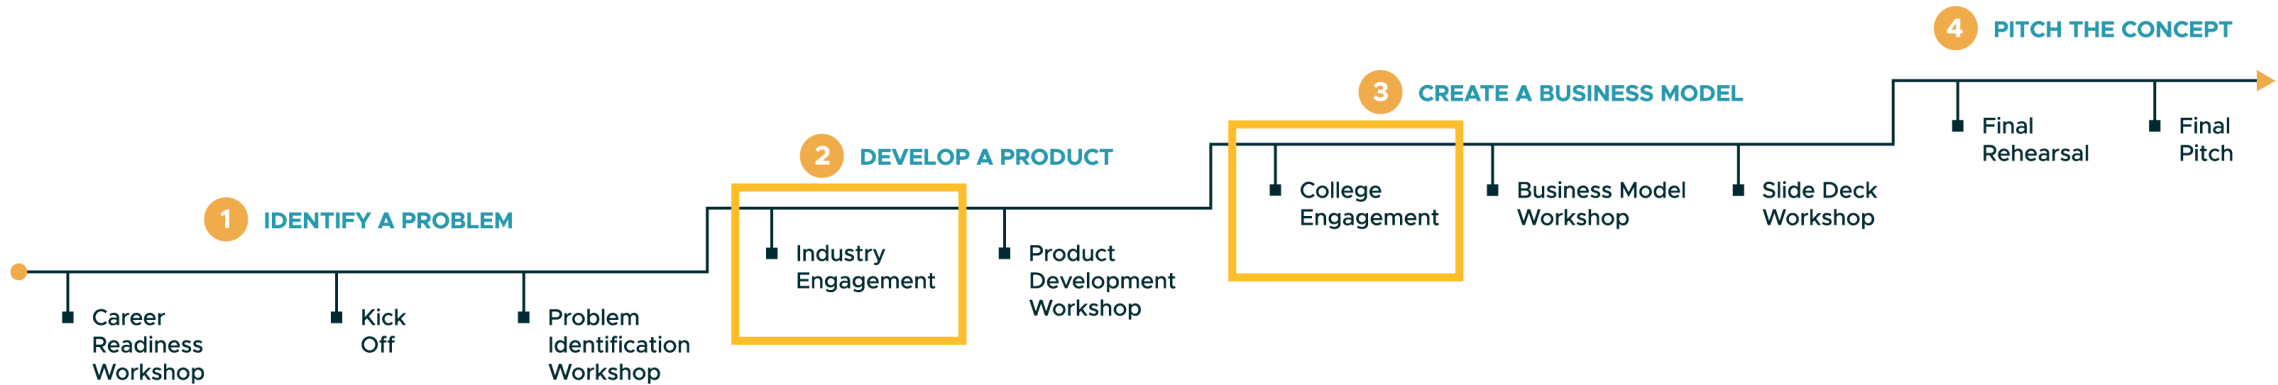 1 IDENTIFY A PROBLEM
Career
Readiness
Workshop
Kick
Off
Problem
Identification
Workshop
2 DEVELOP A PRODUCT
Industry
Engagement
Product
Development
Workshop
3 CREATE A BUSINESS MODEL
College
Engagement
Business Model
Workshop
Slide Deck
Workshop
4 PITCH THE CONCEPT
Final
Rehearsal
Final
Pitch